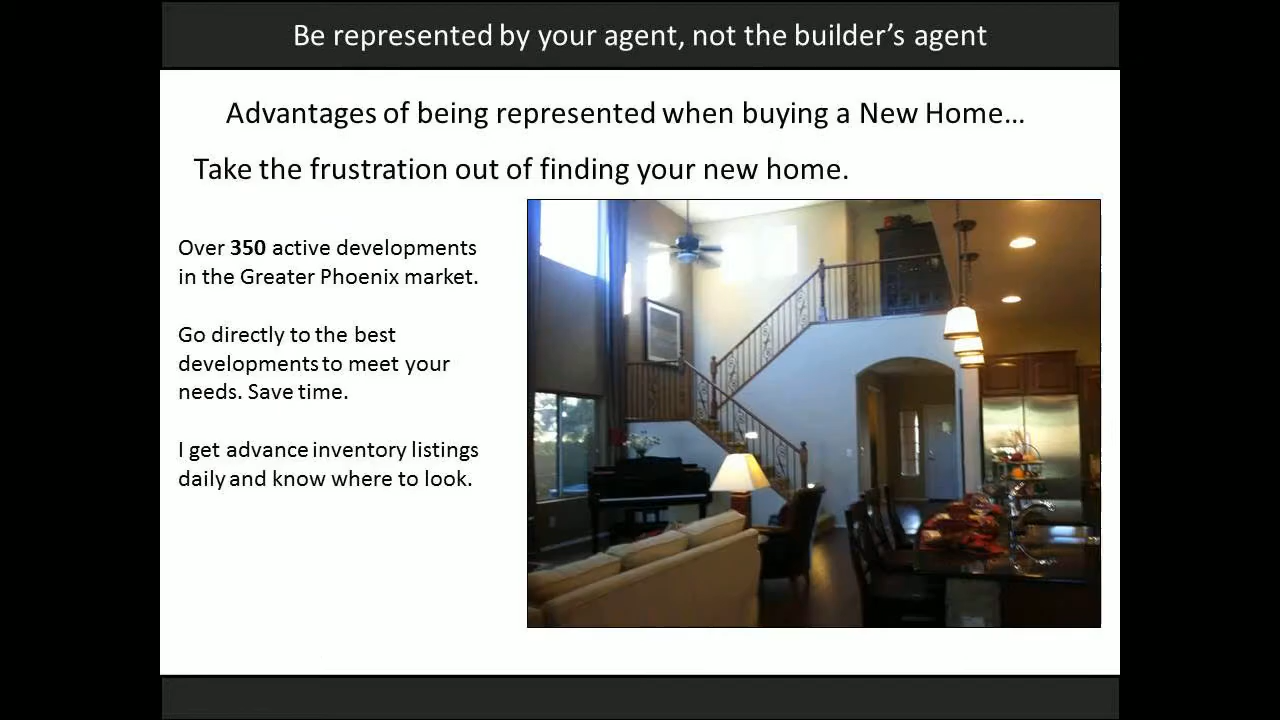 Be represented by your agent, not the builder’s agent
Advantages of being represented when buying a New Home…
Take the frustration out of finding your new home.
Over 350 active developments
in the Greater Phoenix market.
Go directly to the best
developments to meet your
needs. Save time.
I get advance inventory listings
daily and know where to look.